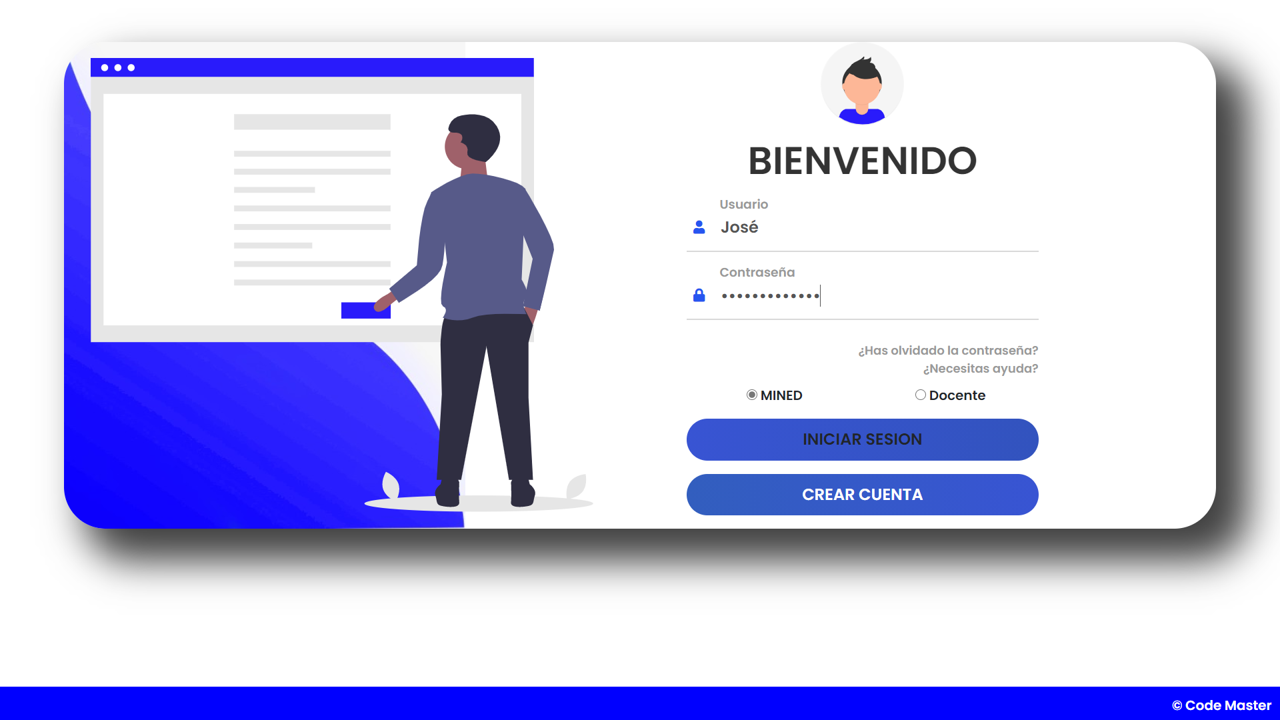 BIENVENIDO
Usuario
José
Contraseña
•••••••••••••
¿Has olvidado la contraseña?
¿Necesitas ayuda?
MINED Docente
INICIAR SESION
CREAR CUENTA
© Code Master